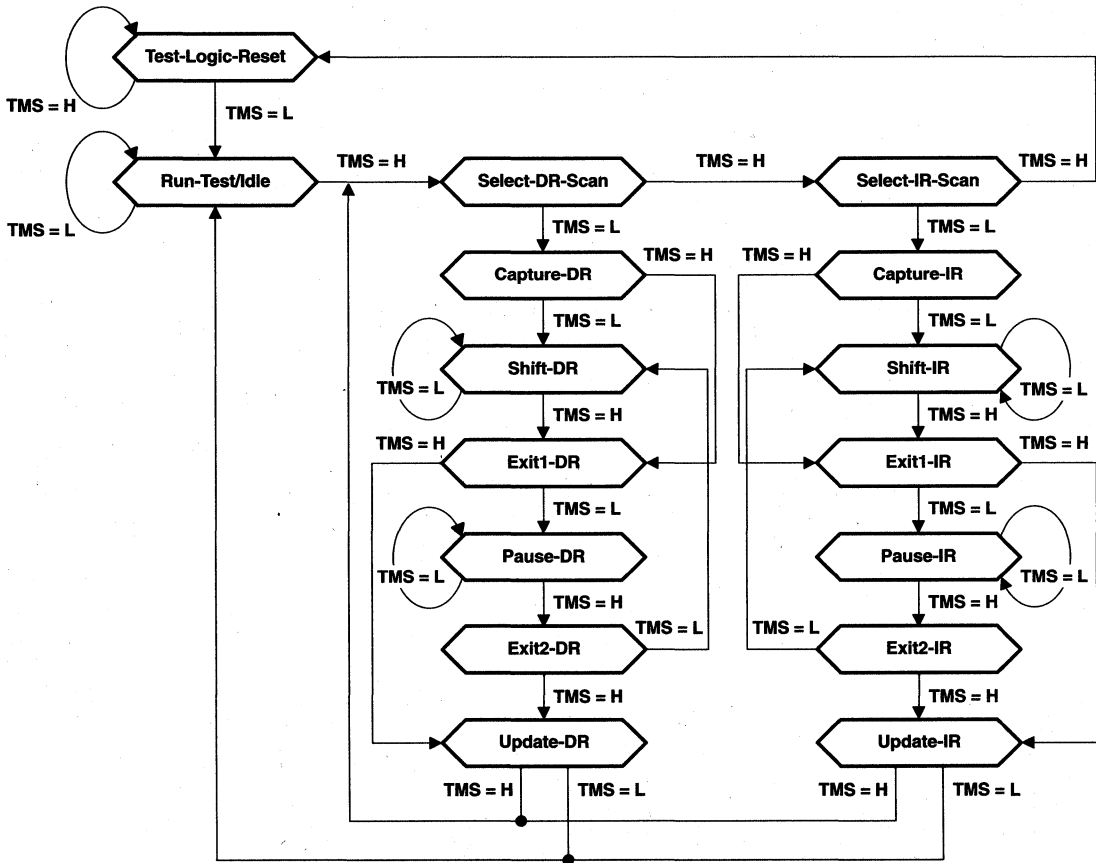 Test-Logic-Reset
TMS = H
TMS = L
TMS = H
TMS = H
TMS = H
Run-Test/Idle
Select-DR-Scan
Select-IR-Scan
TMS = L
TMS = L
TMS = L
TMS = H
TMS = H
Capture-DR
Capture-IR
TMS = L
TMS = L
Shift-DR
Shift-IR
TMS = L
TMS = L
TMS = H
TMS = H
TMS = H
TMS = H
Exit1-DR
Exit1-IR
TMS = L
TMS = L
Pause-DR
Pause-IR
TMS = L
TMS = L
TMS = H
TMS = H
TMS = L
TMS = L
Exit2-DR
Exit2-IR
TMS = H
TMS = H
Update-DR
Update-IR
TMS = H
TMS = L
TMS = H
TMS = L